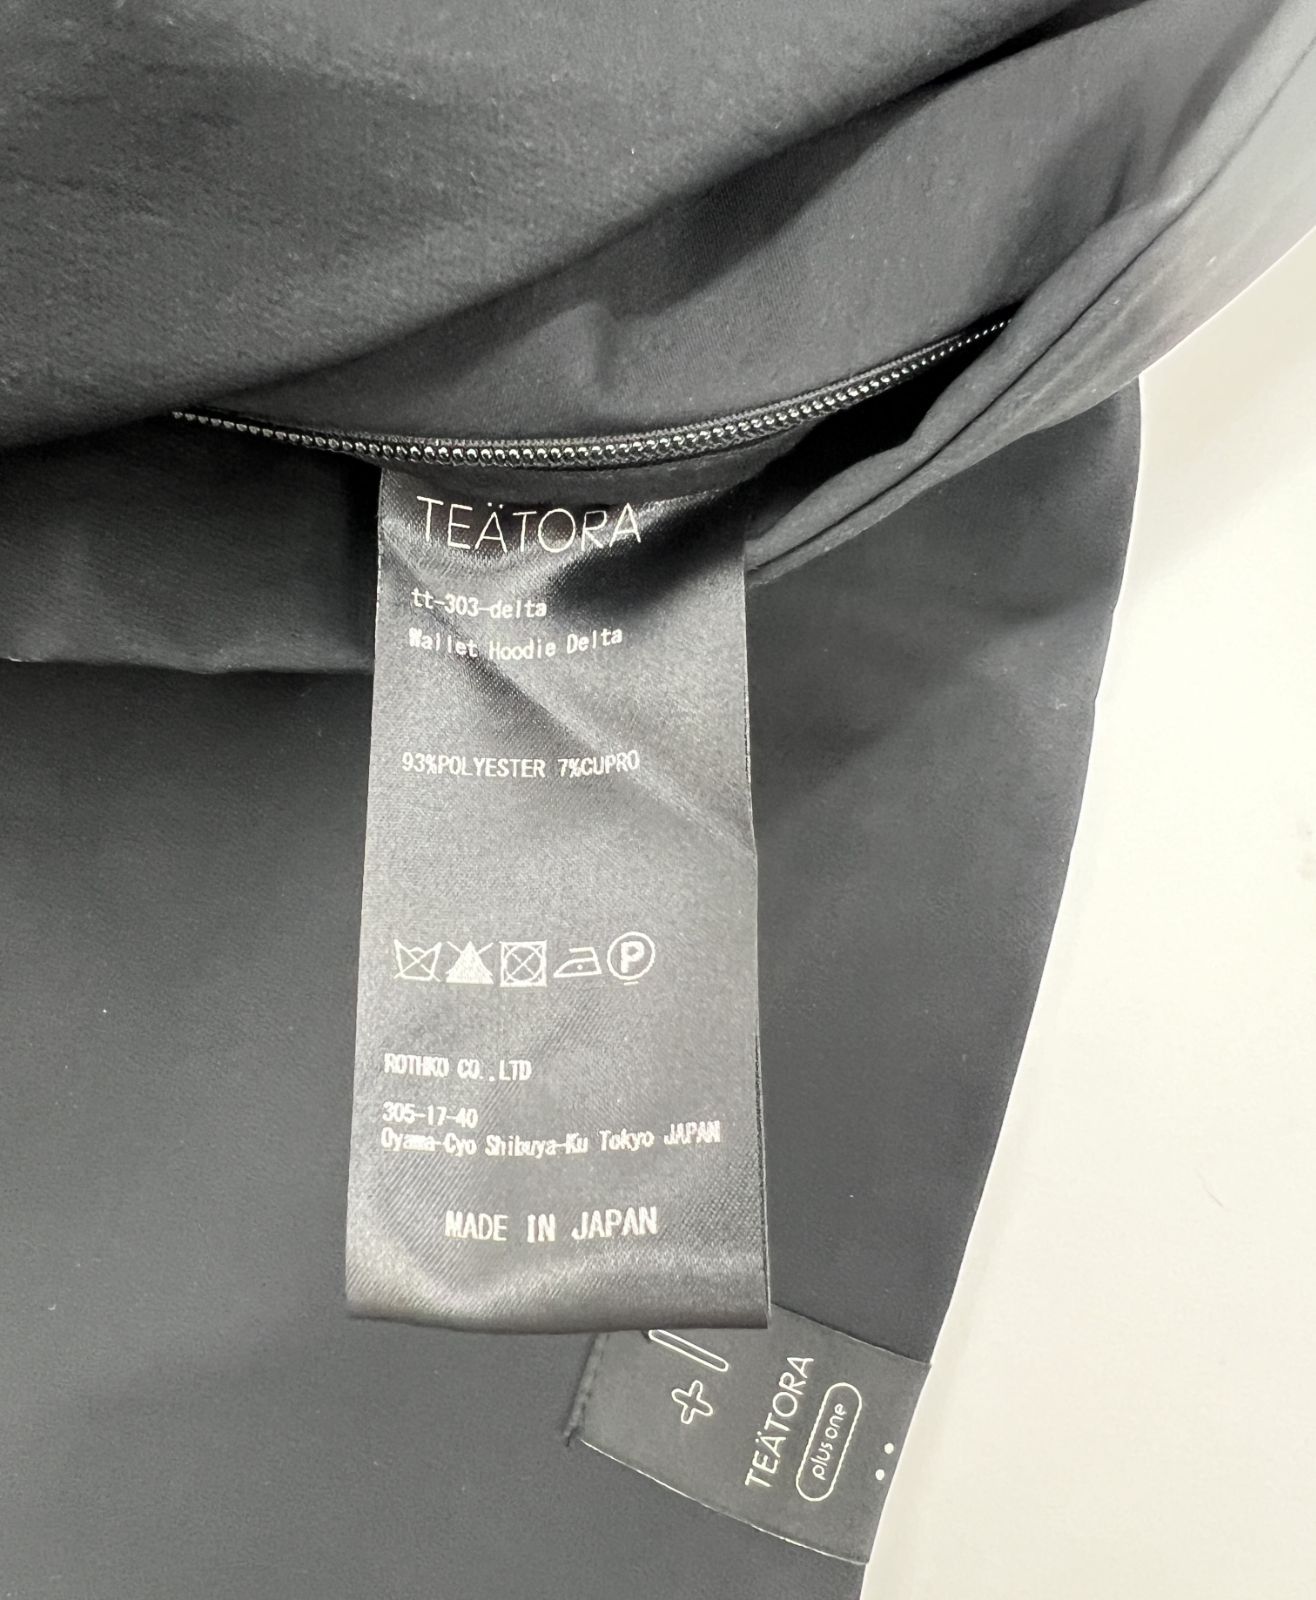 TEÄTORA
tt-303-delta
Wallet Hoodie Delta
93%POLYESTER 7%CUPRO
P
ROTHKO CO.,LTD
305-17-40
Oyama-Cyo Shibuya-Ku Tokyo JAPAN
MADE IN JAPAN
+1
TEÄTORA
plus one